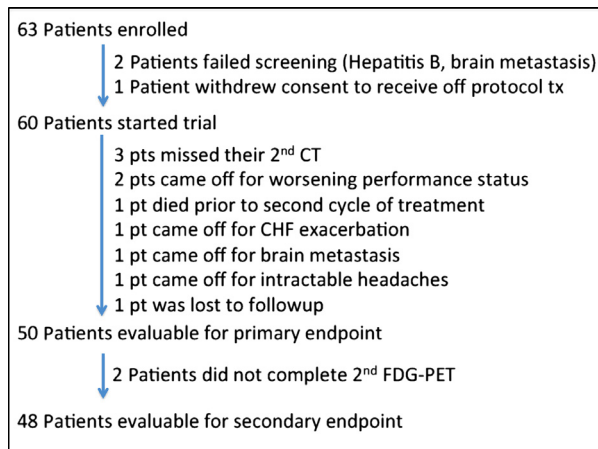 63 Patients enrolled
2 Patients failed screening (Hepatitis B, brain metastasis)
1 Patient withdrew consent to receive off protocol tx
60 Patients started trial
3 pts missed their 2nd CT
2 pts came off for worsening performance status
1 pt died prior to second cycle of treatment
1 pt came off for CHF exacerbation
1 pt came off for brain metastasis
1 pt came off for intractable headaches
1 pt was lost to followup
50 Patients evaluable for primary endpoint
2 Patients did not complete 2nd FDG-PET
48 Patients evaluable for secondary endpoint